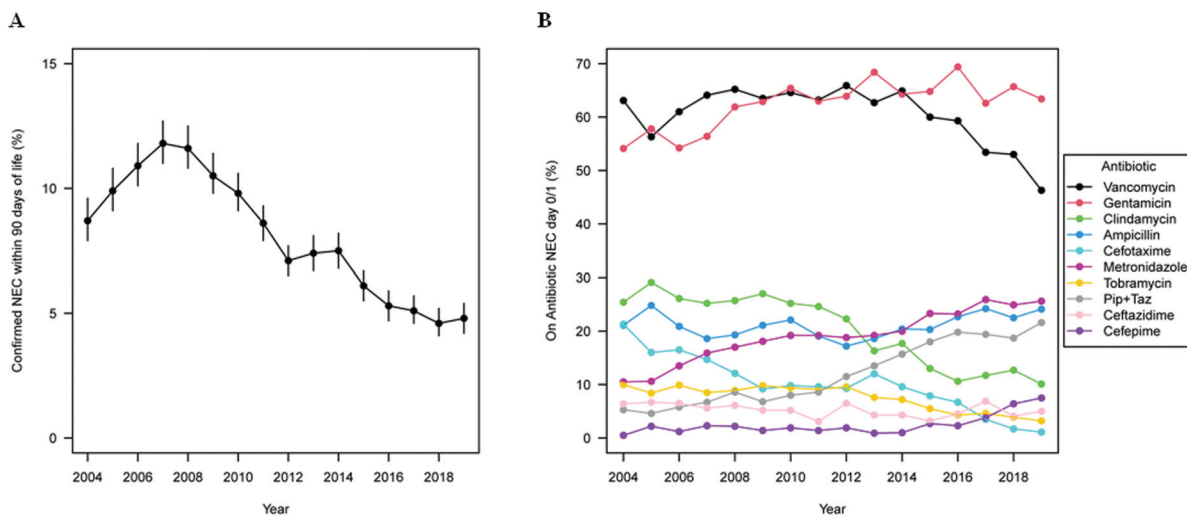 A
Confirmed NEC within 90 days of life (%)
15
10
5
0
2004 2006 2008 2010 2012 2014 2016 2018
Year
B
On Antibiotic NEC day 0/1 (%)
70
60
50
40
30
20
10
0
2004 2006 2008 2010 2012 2014 2016 2018
Year
Antibiotic
Vancomycin
Gentamicin
Clindamycin
Ampicillin
Cefotaxime
Metronidazole
Tobramycin
Pip+Taz
Ceftazidime
Cefepime